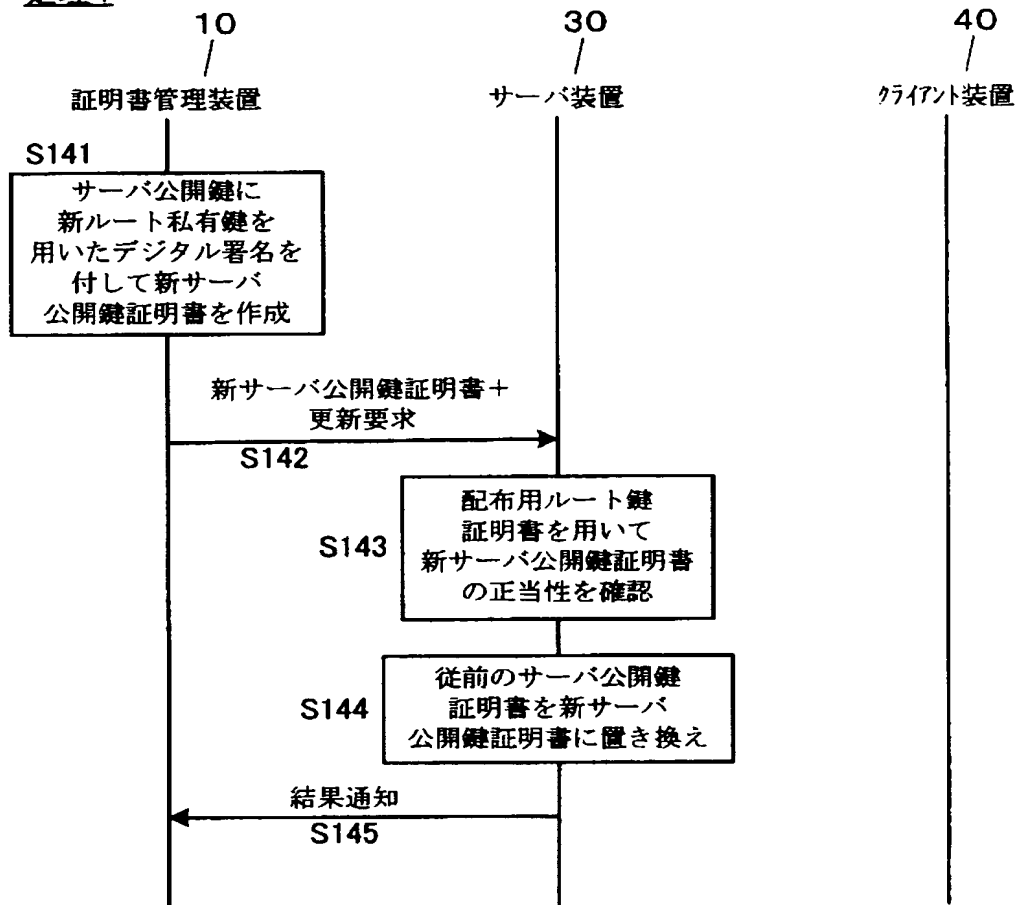 10
30
40
証明書管理装置
サーバ装置
クライアント装置
S141
サーバ公開鍵に
新ルート私有鍵を
用いたデジタル署名を
付して新サーバ
公開鍵証明書を作成
新サーバ公開鍵証明書＋
更新要求
S142
配布用ルート鍵
証明書を用いて
新サーバ公開鍵証明書
の正当性を確認
S143
従前のサーバ公開鍵
証明書を新サーバ
公開鍵証明書に置き換え
S144
結果通知
S145